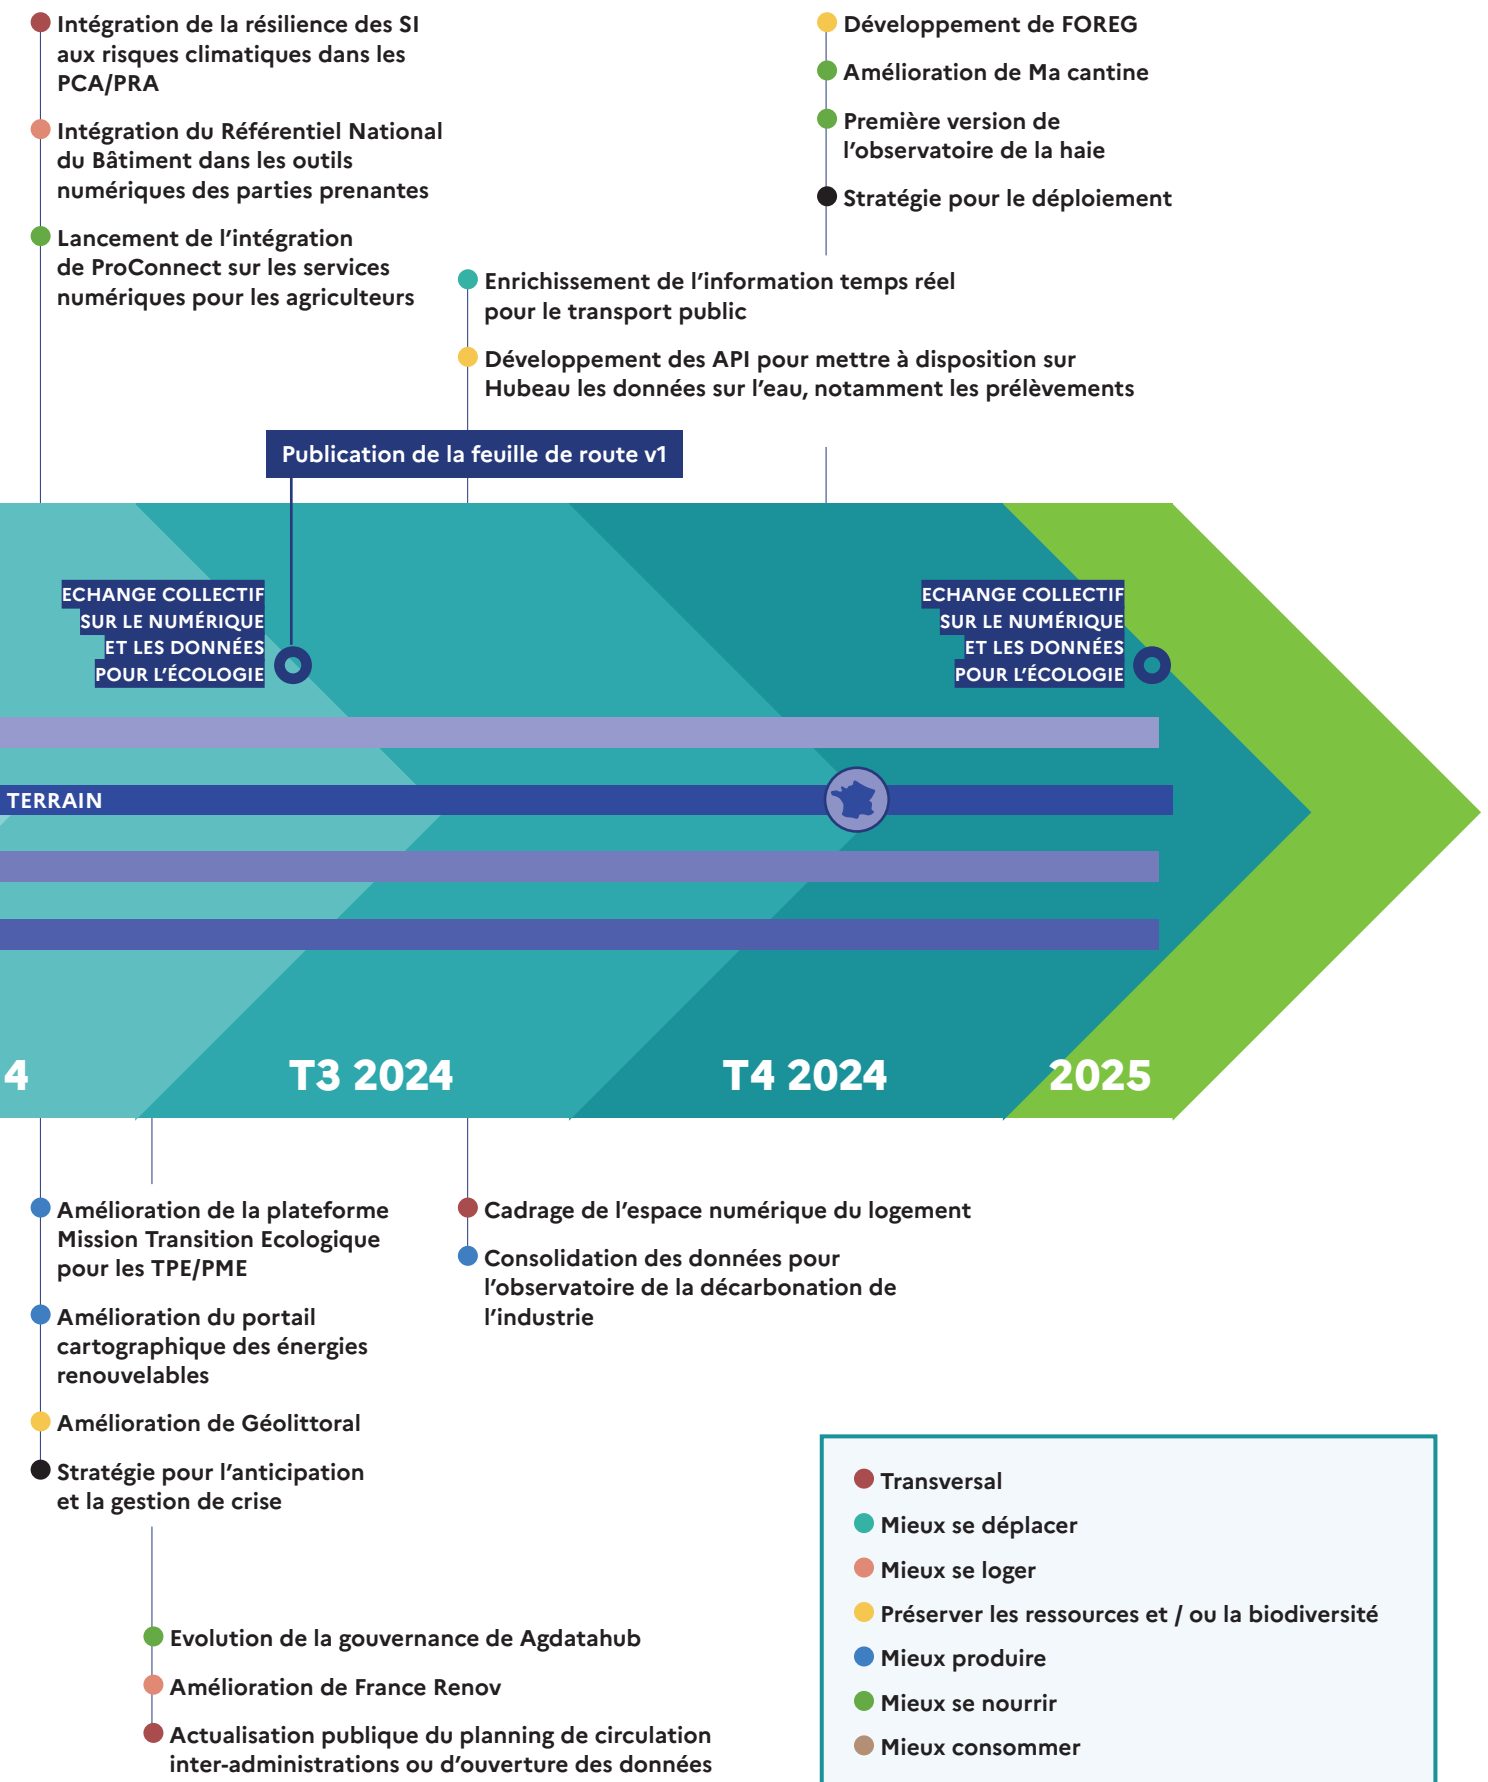 Intégration de la résilience des SI
aux risques climatiques dans les
PCA/PRA
Intégration du Référentiel National
du Bâtiment dans les outils
numériques des parties prenantes
Lancement de l’intégration
de ProConnect sur les services
numériques pour les agriculteurs
Développement de FOREG
Amélioration de Ma cantine
Première version de
l’observatoire de la haie
Stratégie pour le déploiement
Enrichissement de l’information temps réel
pour le transport public
Développement des API pour mettre à disposition sur
Hubeau les données sur l’eau, notamment les prélèvements
Publication de la feuille de route v1
ECHANGE COLLECTIF
SUR LE NUMÉRIQUE
ET LES DONNÉES
POUR L’ÉCOLOGIE
ECHANGE COLLECTIF
SUR LE NUMÉRIQUE
ET LES DONNÉES
POUR L’ÉCOLOGIE
TERRAIN
4
T3 2024
T4 2024
2025
Amélioration de la plateforme
Mission Transition Ecologique
pour les TPE/PME
Amélioration du portail
cartographique des énergies
renouvelables
Amélioration de Géolittoral
Stratégie pour l’anticipation
et la gestion de crise
Cadrage de l’espace numérique du logement
Consolidation des données pour
l’observatoire de la décarbonation de
l’industrie
Evolution de la gouvernance de Agdatahub
Amélioration de France Renov
Actualisation publique du planning de circulation
inter-administrations ou d’ouverture des données
Transversal
Mieux se déplacer
Mieux se loger
Préserver les ressources et / ou la biodiversité
Mieux produire
Mieux se nourrir
Mieux consommer